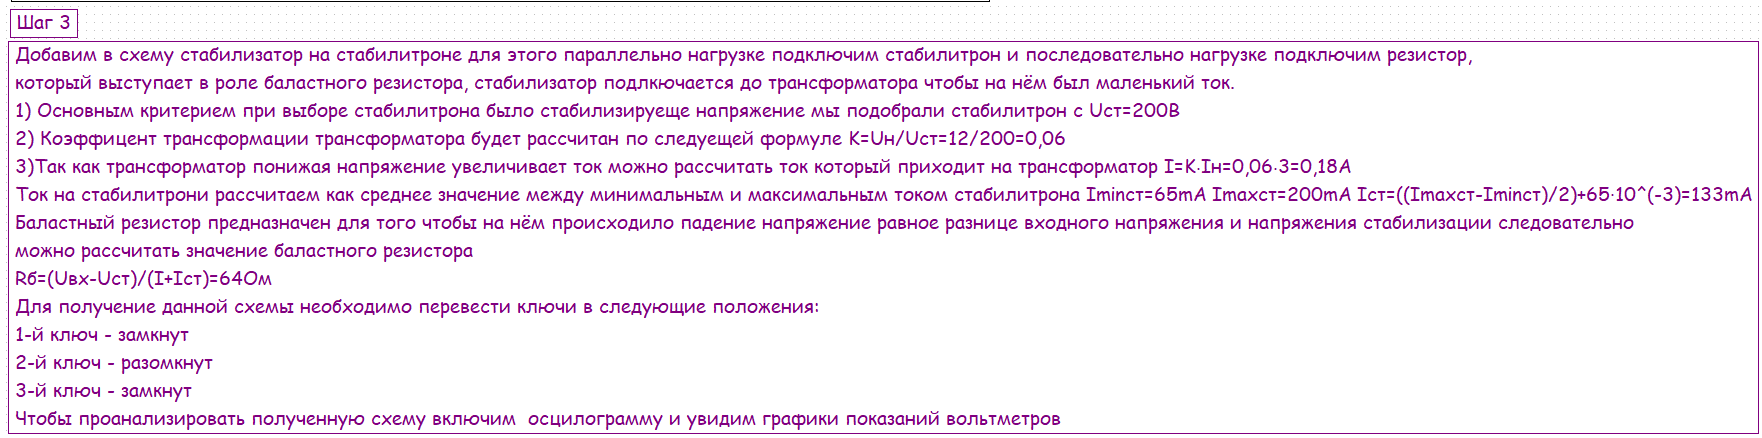 Шаг 3
Добавим в схему стабилизатор на стабилитроне для этого параллельно нагрузке подключим стабилитрон и последовательно нагрузке подключим резистор,
который выступает в роле баластного резистора, стабилизатор подлкючается до трансформатора чтобы на нём был маленький ток.
1) Основным критерием при выборе стабилитрона было стабилизируеще напряжение мы подобрали стабилитрон с Uст=200В
2) Коэффицент трансформации трансформатора будет рассчитан по следуещей формуле K=Uн/Uст=12/200=0,06
3)Так как трансформатор понижая напряжение увеличивает ток можно рассчитать ток который приходит на трансформатор I=K·Iн=0,06·3=0,18А
Ток на стабилитрони рассчитаем как среднее значение между минимальным и максимальным током стабилитрона Iminст=65mA Imaxст=200mA Iст=((Imaxст-Iminст)/2)+65·10^(-3)=133mA
Баластный резистор предназначен для того чтобы на нём происходило падение напряжение равное разнице входного напряжения и напряжения стабилизации следовательно
можно рассчитать значение баластного резистора
Rб=(Uвх-Uст)/(I+Iст)=64Ом
Для получение данной схемы необходимо перевести ключи в следующие положения:
1-й ключ - замкнут
2-й ключ - разомкнут
3-й ключ - замкнут
Чтобы проанализировать полученную схему включим  осцилограмму и увидим графики показаний вольтметров